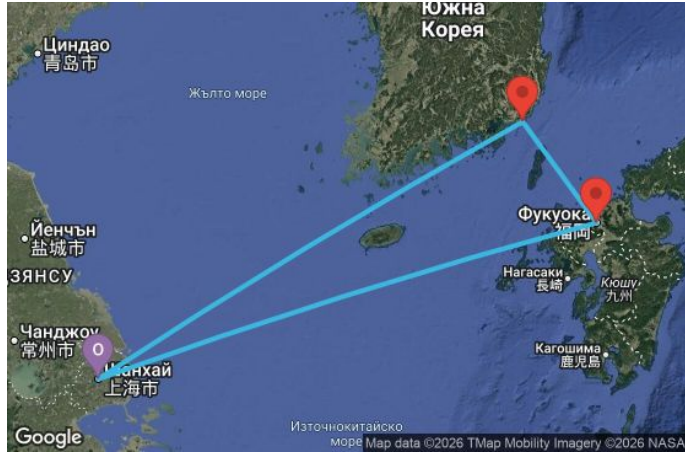 Южна
Корея
Циндао
青岛市
Жълто море
Фукуока
福岡
Йенчън
盐城市
ДЗЯНСУ
Нагасаки
長崎
Кюшу
九州
Чанджоу
常州市
O
Шанхай
上海市
Кагошима
鹿児島
Източнокитайско
море
Google
Map data ©2026 TMap Mobility Imagery ©2026 NASA